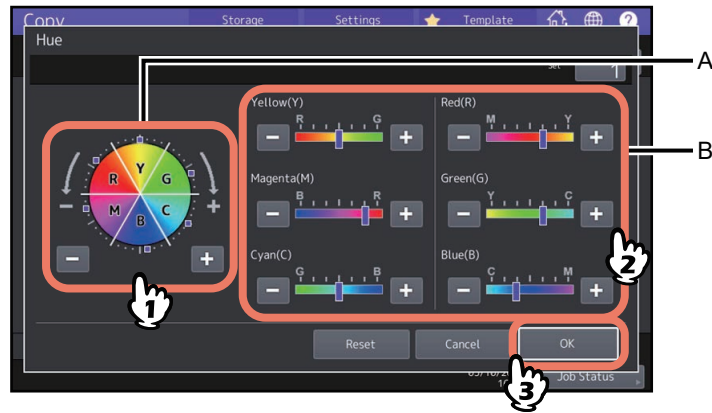 Copy Storage Settings Template ?
Hue
A
Set 1
Yellow(Y)
R G
− +
Red(R)
M Y
− +
B
Y
R G
M C
B
− +
− +
Magenta(M)
B R
− +
Green(G)
Y C
− +
2
Cyan(C)
G B
− +
Blue(B)
C M
− +
1
Reset Cancel OK
3
Job Status